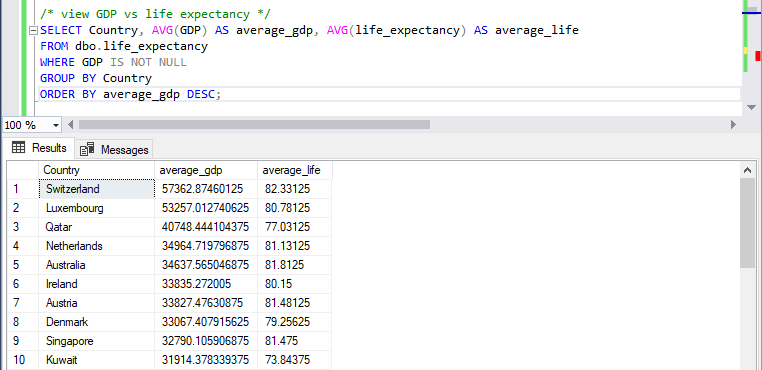 /* view GDP vs life expectancy */
SELECT Country, AVG(GDP) AS average_gdp, AVG(life_expectancy) AS average_life
FROM dbo.life_expectancy
WHERE GDP IS NOT NULL
GROUP BY Country
ORDER BY average_gdp DESC;
100 %
Results Messages
Country average_gdp average_life
1 Switzerland 57362.87460125 82.33125
2 Luxembourg 53257.012740625 80.78125
3 Qatar 40748.444104375 77.03125
4 Netherlands 34964.719796875 81.13125
5 Australia 34637.565046875 81.8125
6 Ireland 33835.272005 80.15
7 Austria 33827.47630875 81.48125
8 Denmark 33067.407915625 79.25625
9 Singapore 32790.105906875 81.475
10 Kuwait 31914.378339375 73.84375